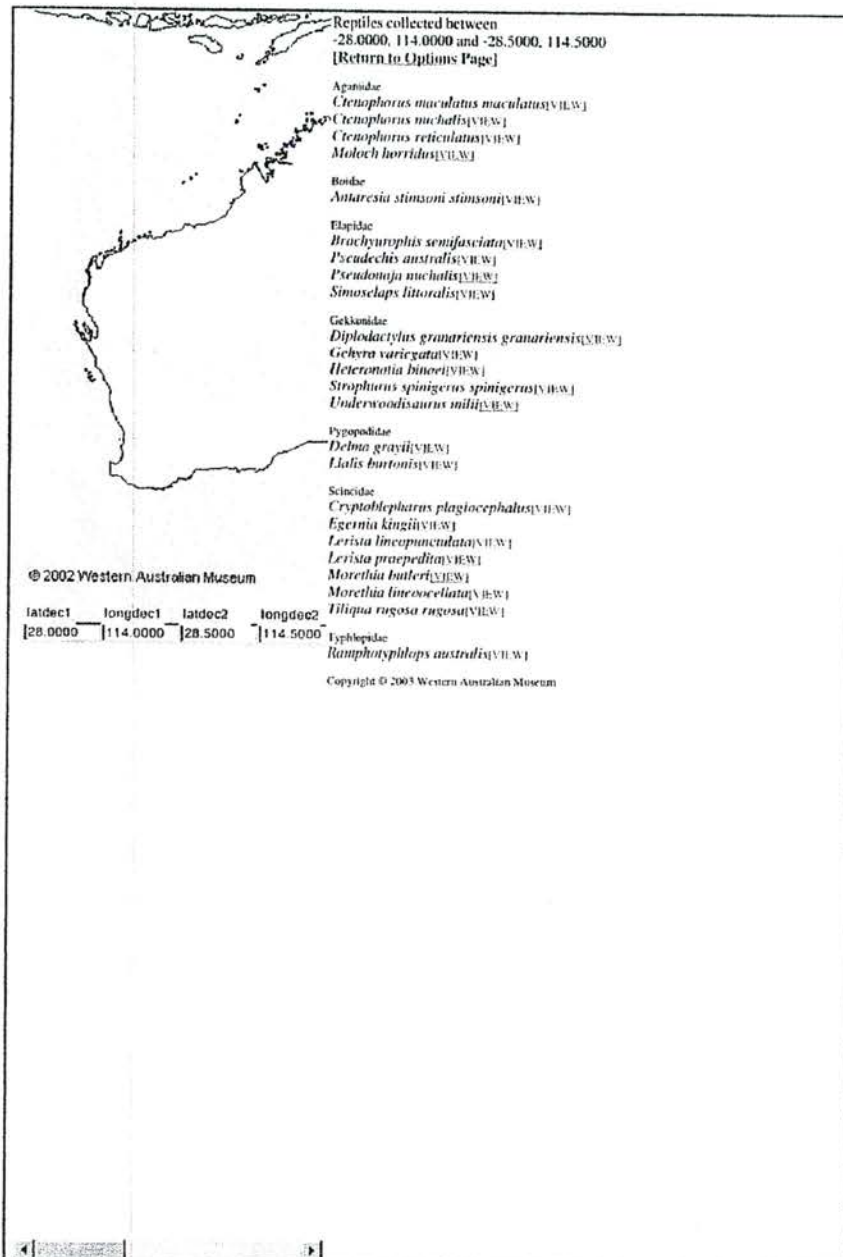 Reptiles collected between
-28.0000, 114.0000 and -28.5000, 114.5000
[Return to Options Page]
Agamidae
Ctenophorus maculatus maculatus[VIEW]
Ctenophorus nuchalis[VIEW]
Ctenophorus reticulatus[VIEW]
Moloch horridus[VIEW]
Boidae
Antaresia stimsoni stimsoni[VIEW]
Elapidae
Brachyurophis semifasciata[VIEW]
Pseudechis australis[VIEW]
Pseudonaja nuchalis[VIEW]
Simoselaps littoralis[VIEW]
Gekkonidae
Diplodactylus granariensis granariensis[VIEW]
Gehyra variegata[VIEW]
Heteronotia binoei[VIEW]
Strophurus spinigerus spinigerus[VIEW]
Underwoodisaurus milii[VIEW]
Pygopodidae
Delma grayii[VIEW]
Lialis burtonis[VIEW]
Scincidae
Cryptoblepharus plagiocephalus[VIEW]
Egernia kingii[VIEW]
Lerista lineopunctulata[VIEW]
Lerista praepedita[VIEW]
Morethia butleri[VIEW]
Morethia lineoocellata[VIEW]
Tiliqua rugosa rugosa[VIEW]
Typhlopidae
Ramphotyphlops australis[VIEW]
Copyright © 2003 Western Australian Museum
© 2002 Western Australian Museum
latdec1 longdec1 latdec2 longdec2
28.0000 114.0000 28.5000 114.5000